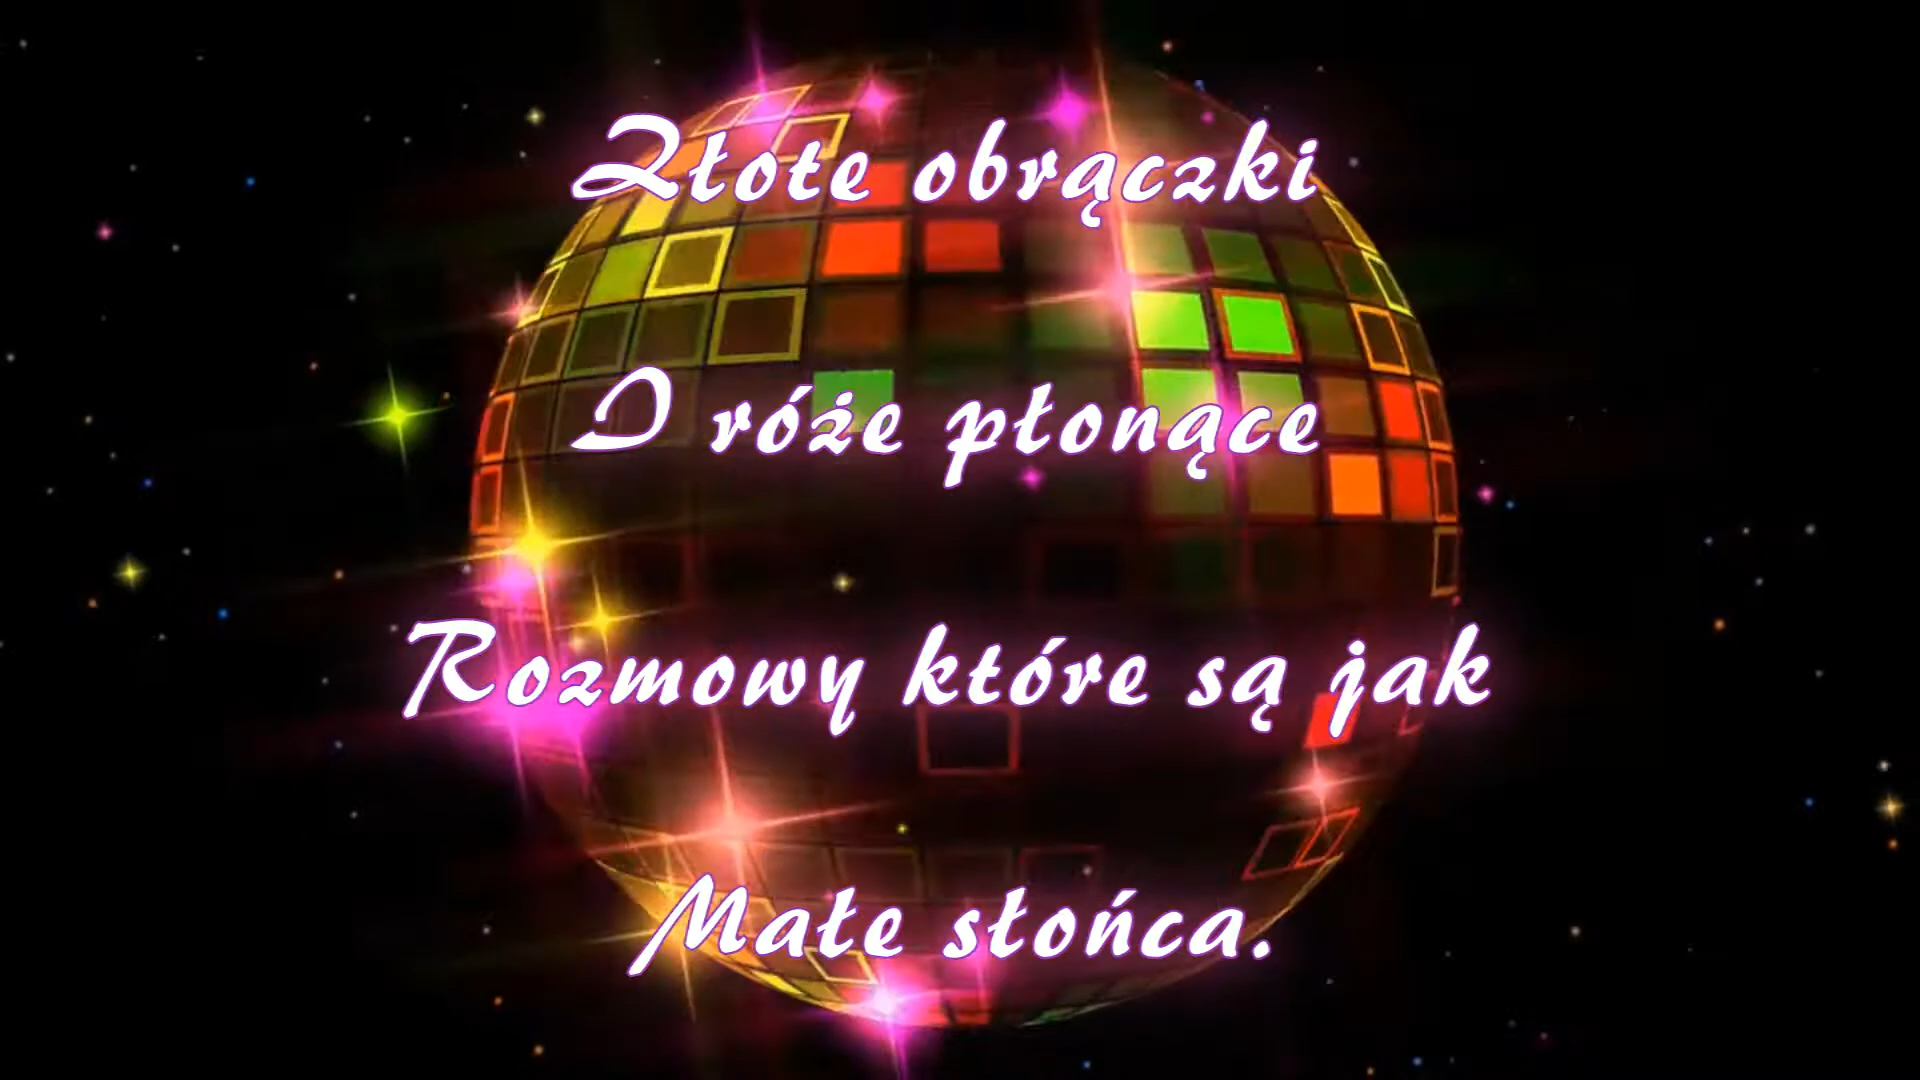 Złote obrączki
I róże płonące
Rozmowy które są jak
Małe słońca.